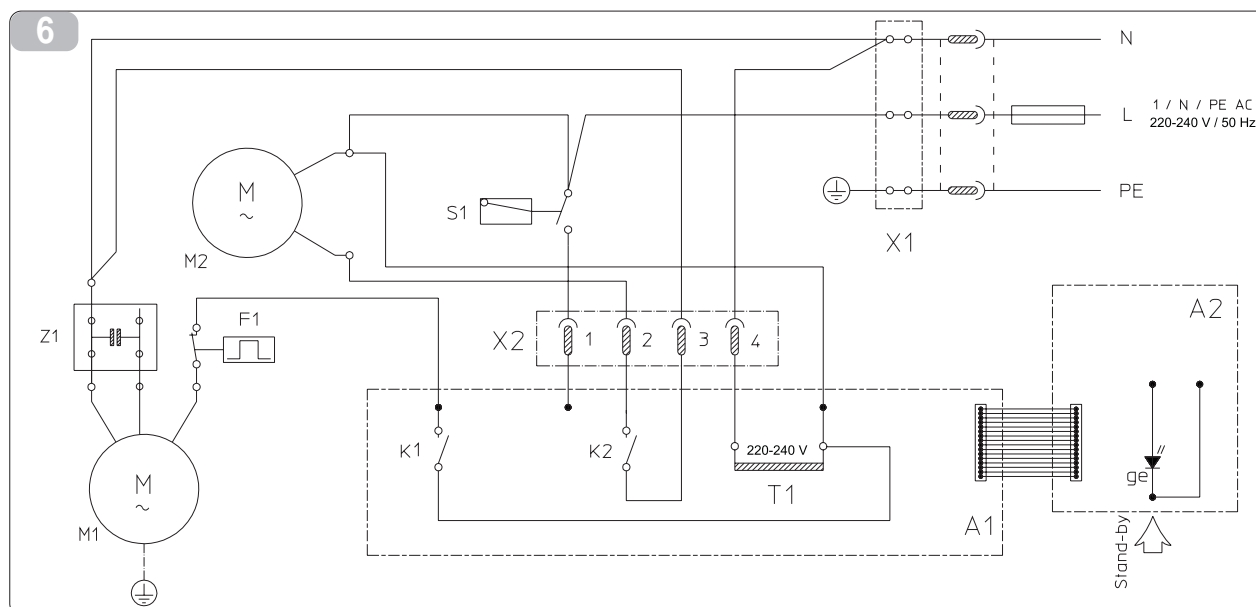 6
N
L
1 / N / PE AC
220-240 V / 50 Hz
PE
X1
S1
M
~
M2
Z1
F1
X2
1
2
3
4
A2
K1
K2
220-240 V
T1
A1
ge
Stand-by
M
~
M1